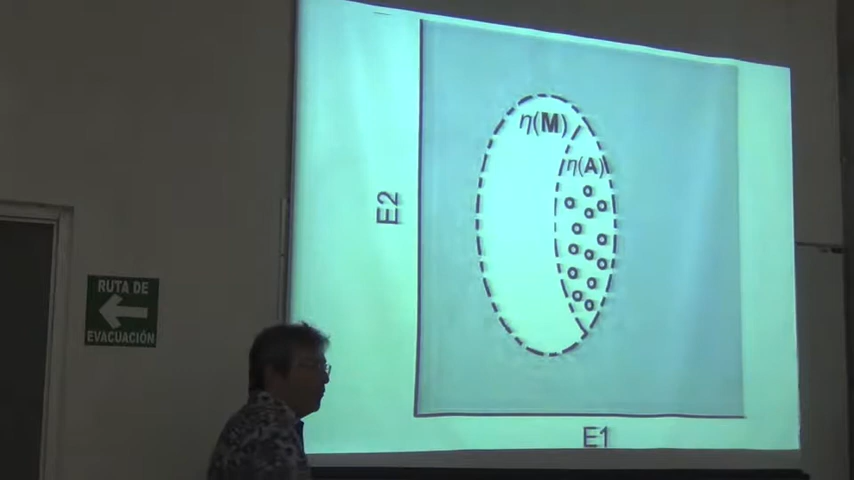 RUTA DE
EVACUACIÓN
η(M)
η(A)
E2
E1